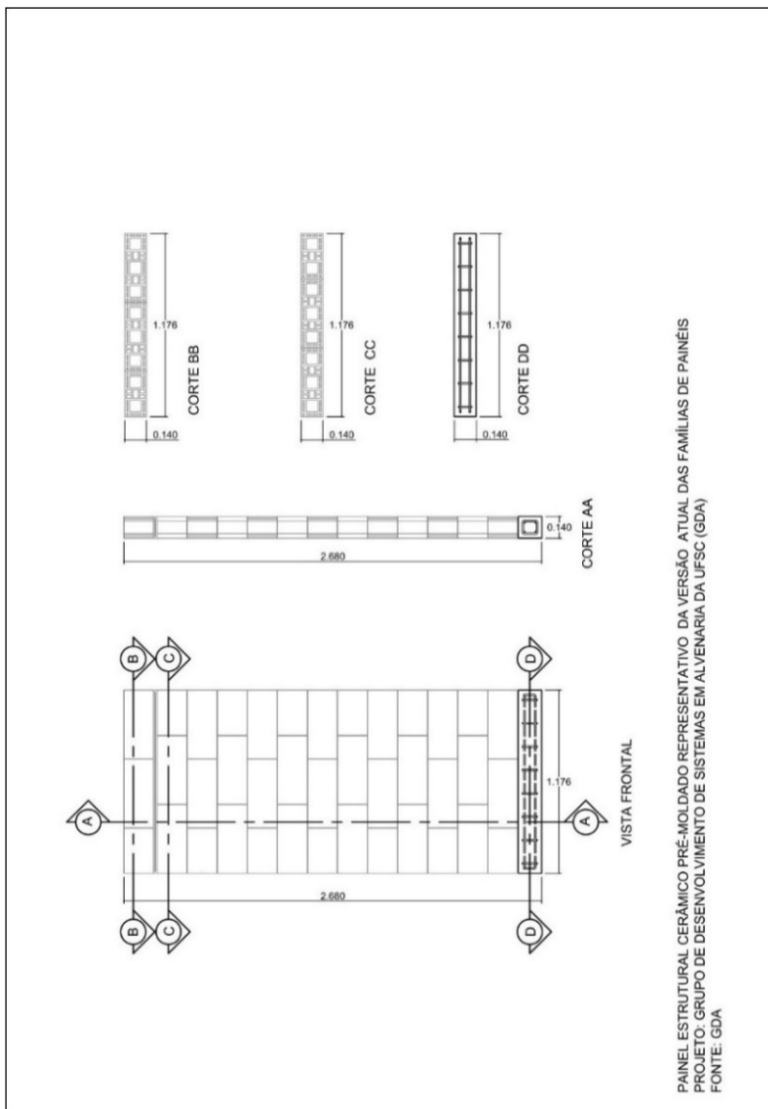 0.140
1.176
CORTE BB
0.140
1.176
CORTE CC
0.140
1.176
CORTE DD
2.680
0.140
CORTE AA
B
C
D
A
A
B
C
D
2.680
1.176
VISTA FRONTAL
PAINEL ESTRUTURAL CERÂMICO PRÉ-MOLDADO REPRESENTATIVO DA VERSÃO ATUAL DAS FAMÍLIAS DE PAINÉIS
PROJETO: GRUPO DE DESENVOLVIMENTO DE SISTEMAS EM ALVENARIA DA UFSC (GDA)
FONTE: GDA